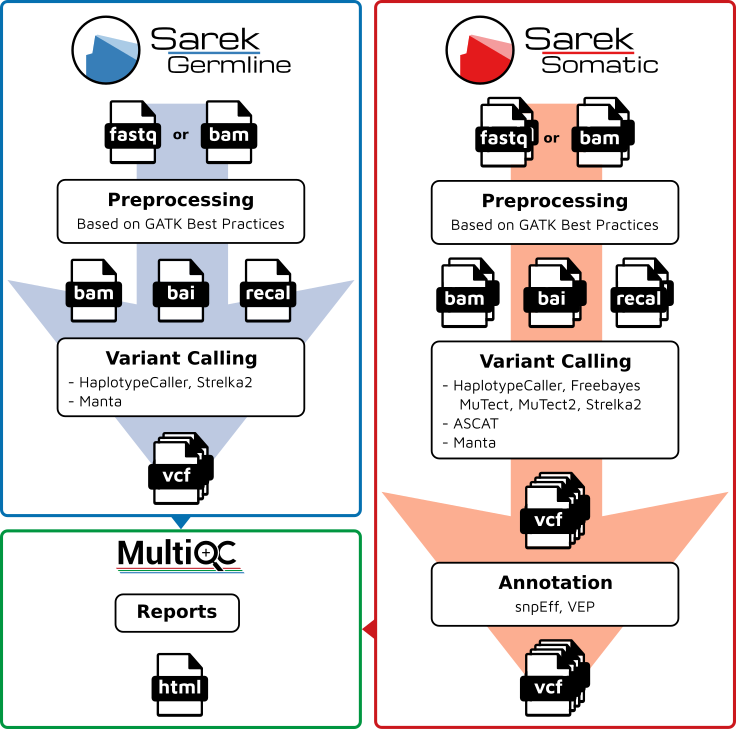 Sarek
Germline
fastq or bam
Preprocessing
Based on GATK Best Practices
bam bai recal
Variant Calling
- HaplotypeCaller, Strelka2
- Manta
vcf
MultiQC
Reports
html
Sarek
Somatic
fastq or bam
Preprocessing
Based on GATK Best Practices
bam bai recal
Variant Calling
- HaplotypeCaller, Freebayes
MuTect, MuTect2, Strelka2
- ASCAT
- Manta
vcf
Annotation
snpEff, VEP
vcf